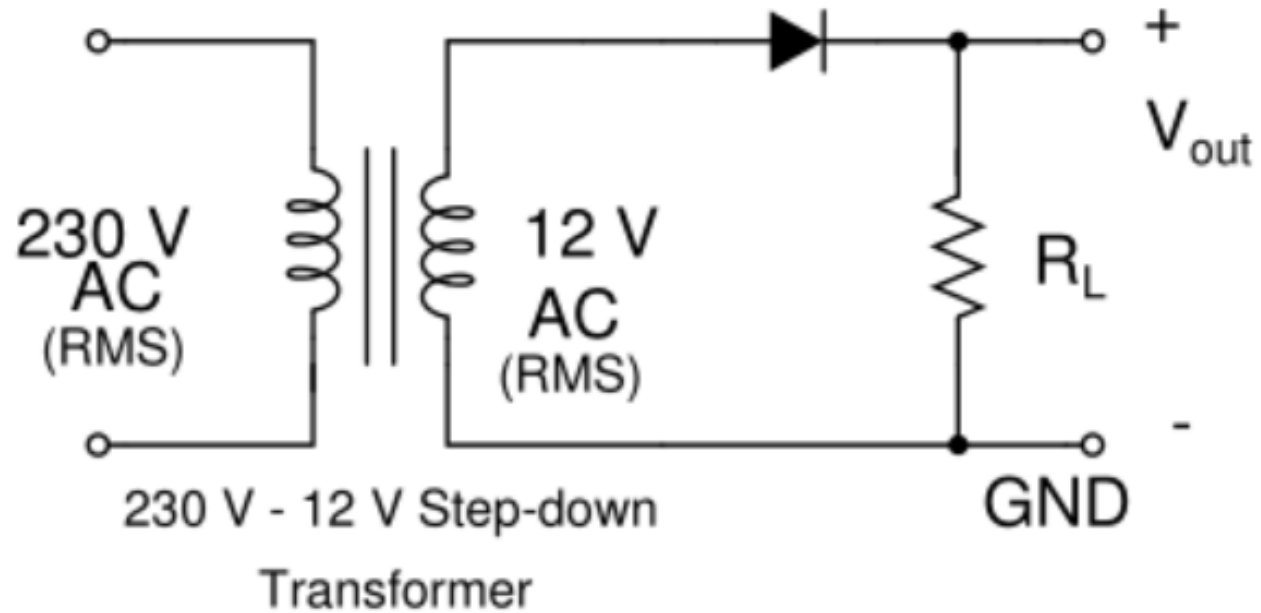 +
V_out
230 V
AC
(RMS)
12 V
AC
(RMS)
R_L
-
GND
230 V - 12 V Step-down
Transformer